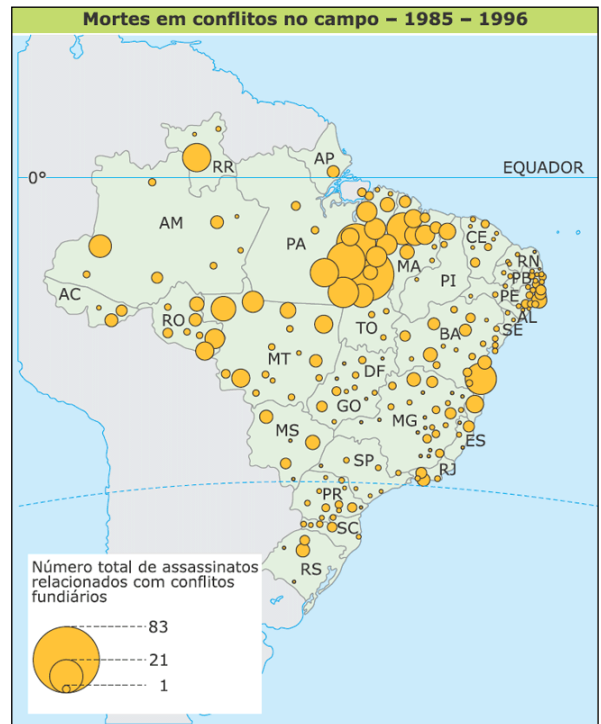 Mortes em conflitos no campo – 1985 – 1996
EQUADOR
0°
RR
AP
AM
PA
MA
CE
RN
PB
PE
AL
SE
PI
AC
RO
TO
BA
MT
DF
GO
MG
ES
MS
SP
RJ
PR
SC
RS
Número total de assassinatos
relacionados com conflitos
fundiários
83
21
1